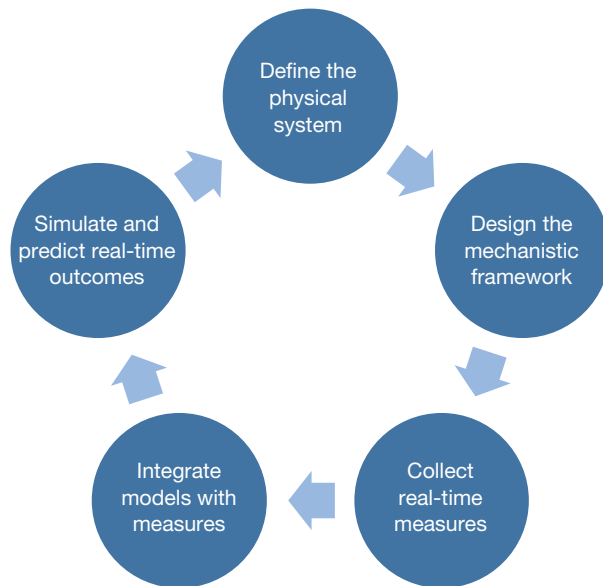 Define the
physical
system
Design the
mechanistic
framework
Collect
real-time
measures
Integrate
models with
measures
Simulate and
predict real-time
outcomes